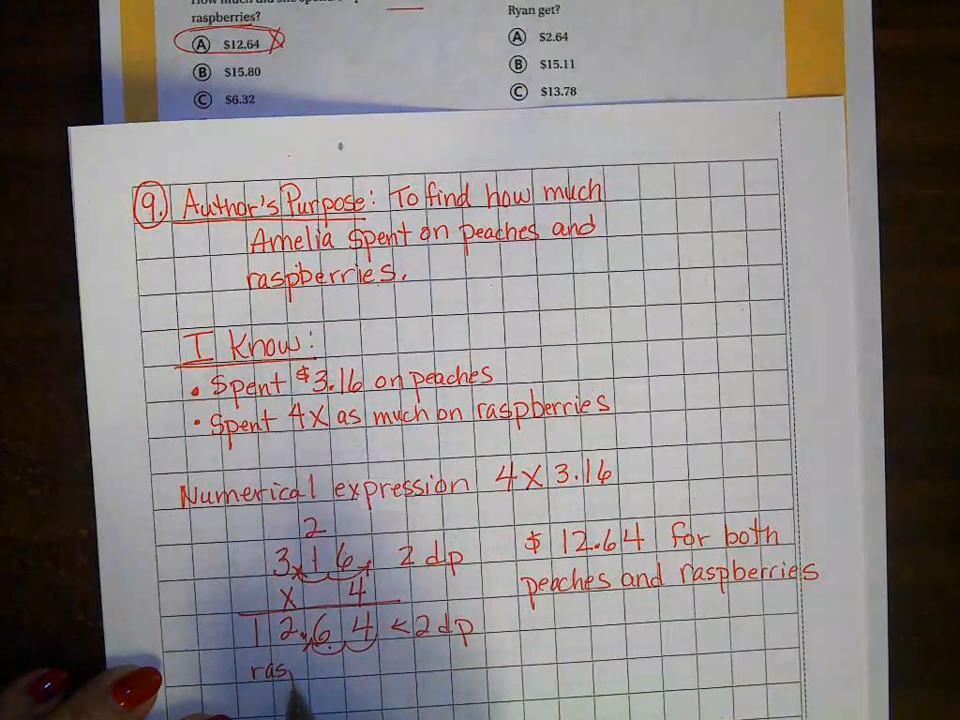 raspberries?
A $12.64 X
B $15.80
C $6.32
Ryan get?
A $2.64
B $15.11
C $13.78
9. Author's Purpose: To find how much
Amelia spent on peaches and
raspberries.
I Know:
• Spent $3.16 on peaches
• Spent 4X as much on raspberries
Numerical expression 4 X 3.16
2
3.16 2 dp
x 4
12.64 < 2 dp
ras
$ 12.64 for both
peaches and raspberries